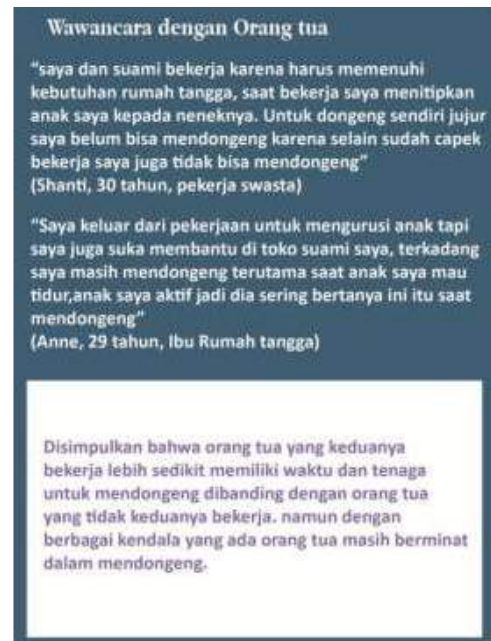 Wawancara dengan Orang tua
"saya dan suami bekerja karena harus memenuhi
kebutuhan rumah tangga, saat bekerja saya menitipkan
anak saya kepada neneknya. Untuk dongeng sendiri jujur
saya belum bisa mendongeng karena selain sudah capek
bekerja saya juga tidak bisa mendongeng"
(Shanti, 30 tahun, pekerja swasta)
"Saya keluar dari pekerjaan untuk mengurusi anak tapi
saya juga suka membantu di toko suami saya, terkadang
saya masih mendongeng terutama saat anak saya mau
tidur,anak saya aktif jadi dia sering bertanya ini itu saat
mendongeng"
(Anne, 29 tahun, Ibu Rumah tangga)
Disimpulkan bahwa orang tua yang keduanya
bekerja lebih sedikit memiliki waktu dan tenaga
untuk mendongeng dibanding dengan orang tua
yang tidak keduanya bekerja. namun dengan
berbagai kendala yang ada orang tua masih berminat
dalam mendongeng.